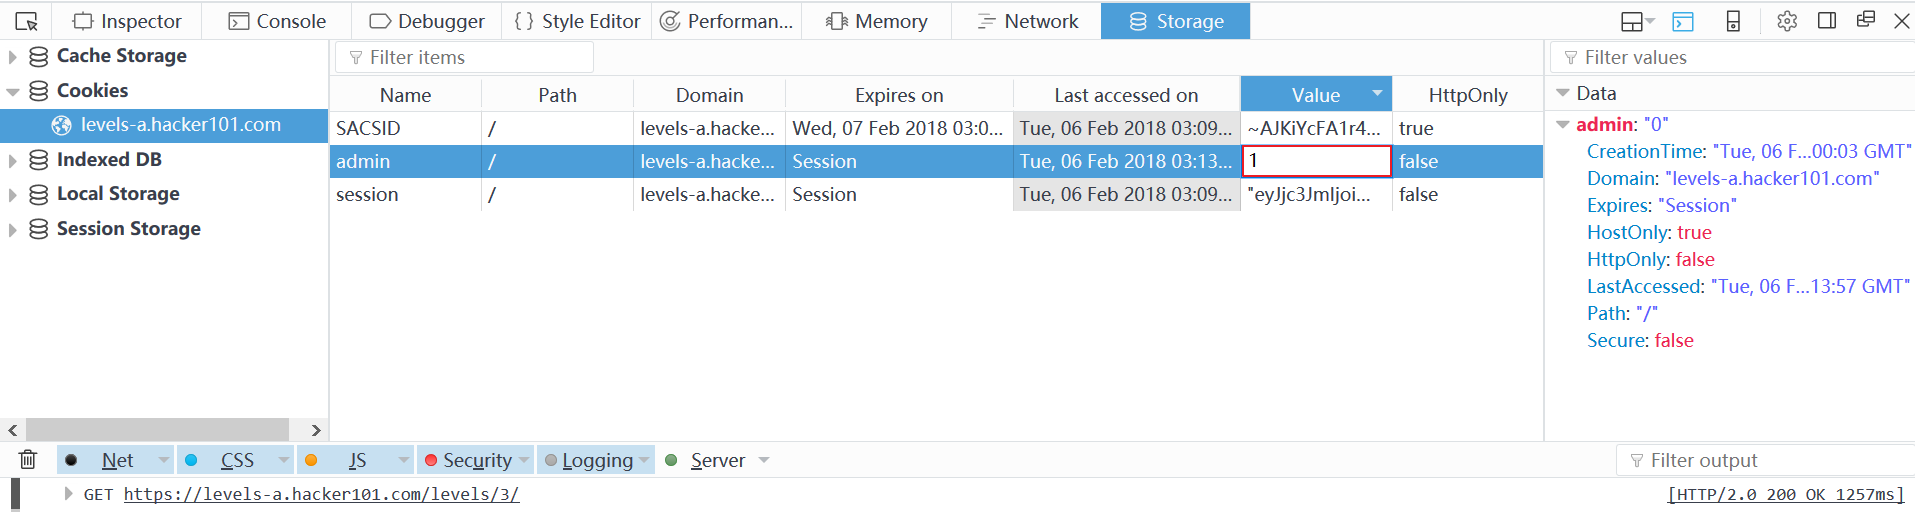 Inspector Console Debugger {} Style Editor Performan... Memory Network Storage
Cache Storage
Cookies
levels-a.hacker101.com
Indexed DB
Local Storage
Session Storage
Filter items
Name Path Domain Expires on Last accessed on Value HttpOnly
SACSID / levels-a.hacke... Wed, 07 Feb 2018 03:0... Tue, 06 Feb 2018 03:09... ~AJKiYcFA1r4... true
admin / levels-a.hacke... Session Tue, 06 Feb 2018 03:13... 1 false
session / levels-a.hacke... Session Tue, 06 Feb 2018 03:09... "eyJjc3JmIjoi... false
Filter values
Data
admin: "0"
CreationTime: "Tue, 06 F...00:03 GMT"
Domain: "levels-a.hacker101.com"
Expires: "Session"
HostOnly: true
HttpOnly: false
LastAccessed: "Tue, 06 F...13:57 GMT"
Path: "/"
Secure: false
Net CSS JS Security Logging Server Filter output
GET https://levels-a.hacker101.com/levels/3/ [HTTP/2.0 200 OK 1257ms]